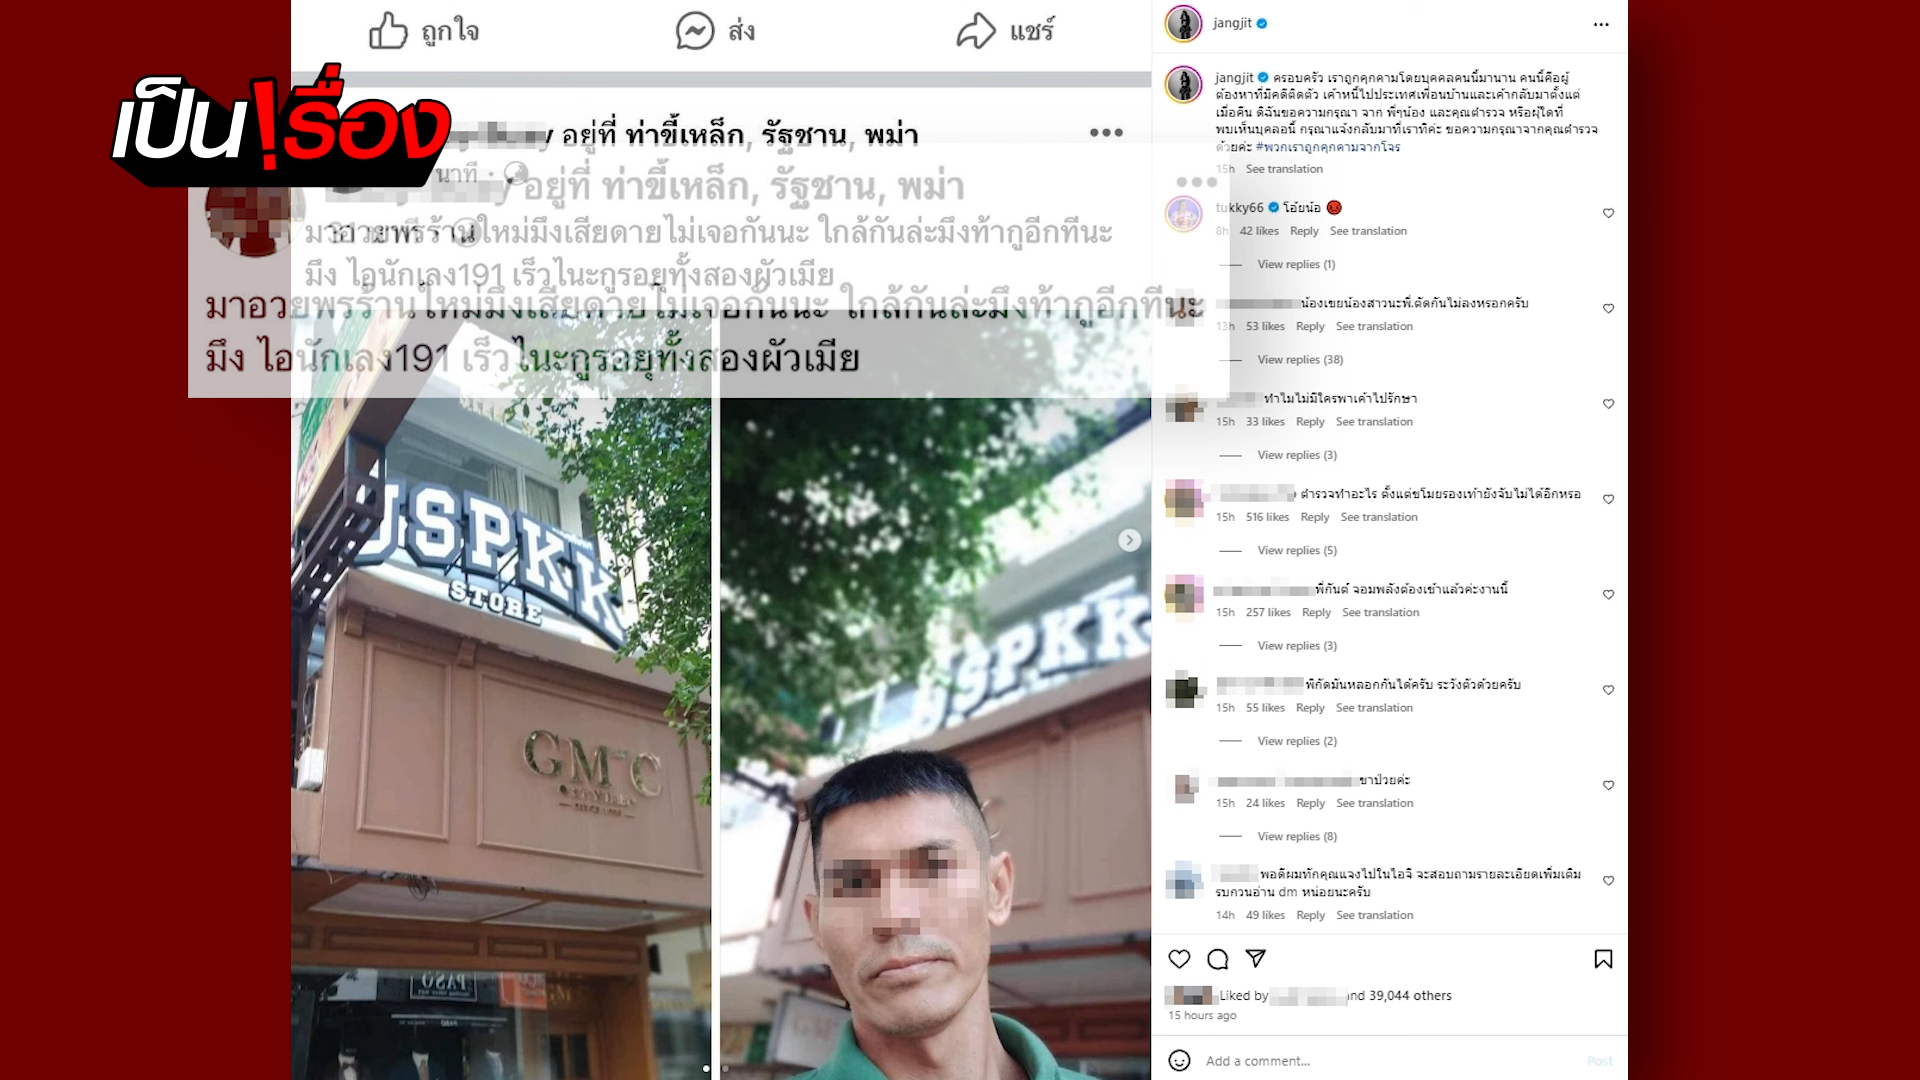 ถูกใจ
ส่ง
แชร์
เป็น!เรื่อง
อยู่ที่ ท่าขี้เหล็ก, รัฐชาน, พม่า
นาที
อยู่ที่ ท่าขี้เหล็ก, รัฐชาน, พม่า
มาอวยพรร้านใหม่มึงเสียดายไม่เจอกันนะ ใกล้กันล่ะมึงท้ากูอีกทีนะ
มึง ไอนักเลง191 เร็วไนะกูรอยุทั้งสองผัวเมีย
มาอวยพรร้านใหม่มึงเสียดายไม่เจอกันนะ ใกล้กันล่ะมึงท้ากูอีกทีนะ
มึง ไอนักเลง191 เร็วไนะกูรอยุทั้งสองผัวเมีย
USPKK
STORE
GM C
USPKK
PASO
jangjit
jangjit ครอบครัว เราถูกคุกคามโดยบุคคลคนนี้มานาน คนนี้คือผู้
ต้องหาที่มีคดีติดตัว เค้าหนี้ไปประเทศเพื่อนบ้านและเค้ากลับมาตั้งแต่
เมื่อคืน ดิฉันขอความกรุณา จาก พี่ๆน้อง และคุณตำรวจ หรือผู้ใดที่
พบเห็นบุคลอนี้ กรุณาแจ้งกลับมาที่เราทีค่ะ ขอความกรุณาจากคุณตำรวจ
ด้วยค่ะ #พวกเราถูกคุกคามจากโจร
15h See translation
tukky66 โอ้ยน้อ
8h 42 likes Reply See translation
View replies (1)
น้องเขยน้องสาวนะพี่.ตัดกันไม่ลงหรอกครับ
13h 53 likes Reply See translation
View replies (38)
ทำไมไม่มีใครพาเค้าไปรักษา
15h 33 likes Reply See translation
View replies (3)
ตำรวจทำอะไร ตั้งแต่ขโมยรองเท้ายังจับไม่ได้อีกหรอ
15h 516 likes Reply See translation
View replies (5)
พี่กันต์ จอมพลังต้องเข้าแล้วค่ะงานนี้
15h 257 likes Reply See translation
View replies (3)
พิกัดมันหลอกกันได้ครับ ระวังตัวด้วยครับ
15h 55 likes Reply See translation
View replies (2)
ขาป่วยค่ะ
15h 24 likes Reply See translation
View replies (8)
พอดีผมทักคุณแจงไปในไอจี จะสอบถามรายละเอียดเพิ่มเติม
รบกวนอ่าน dm หน่อยนะครับ
14h 49 likes Reply See translation
Liked by and 39,044 others
15 hours ago
Add a comment...
Post